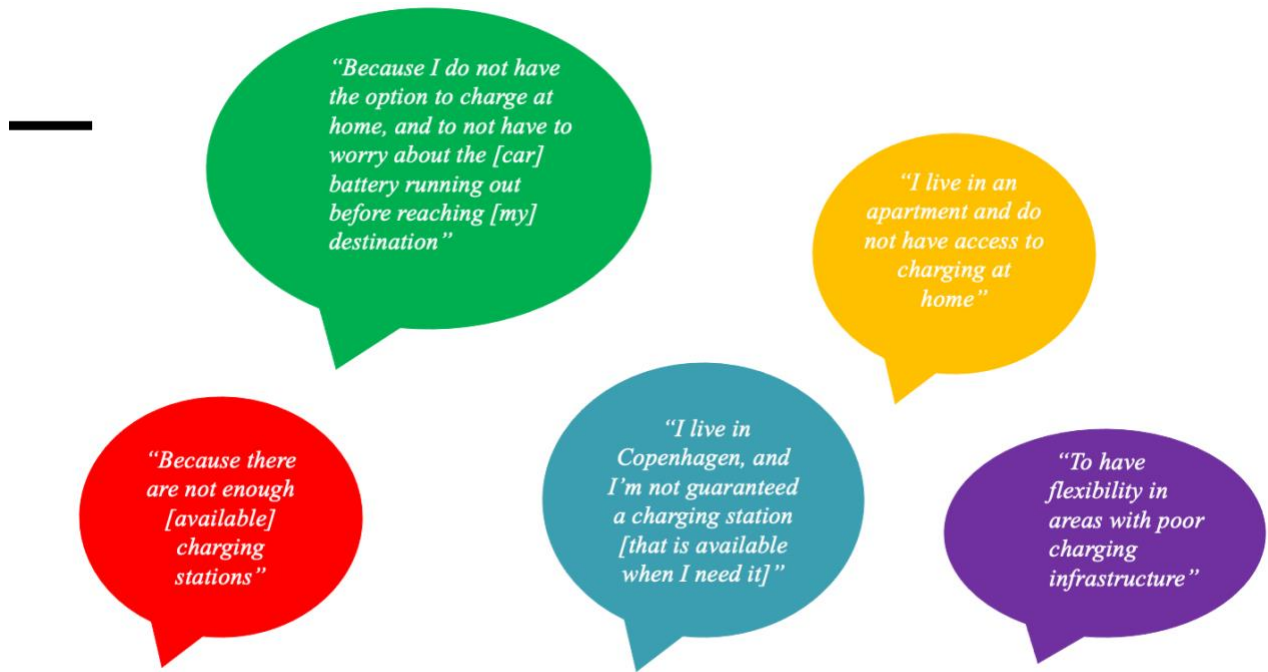 “Because I do not have
the option to charge at
home, and to not have to
worry about the [car]
battery running out
before reaching [my]
destination”
“I live in an
apartment and do
not have access to
charging at
home”
“Because there
are not enough
[available]
charging
stations”
“I live in
Copenhagen, and
I’m not guaranteed
a charging station
[that is available
when I need it]”
“To have
flexibility in
areas with poor
charging
infrastructure”